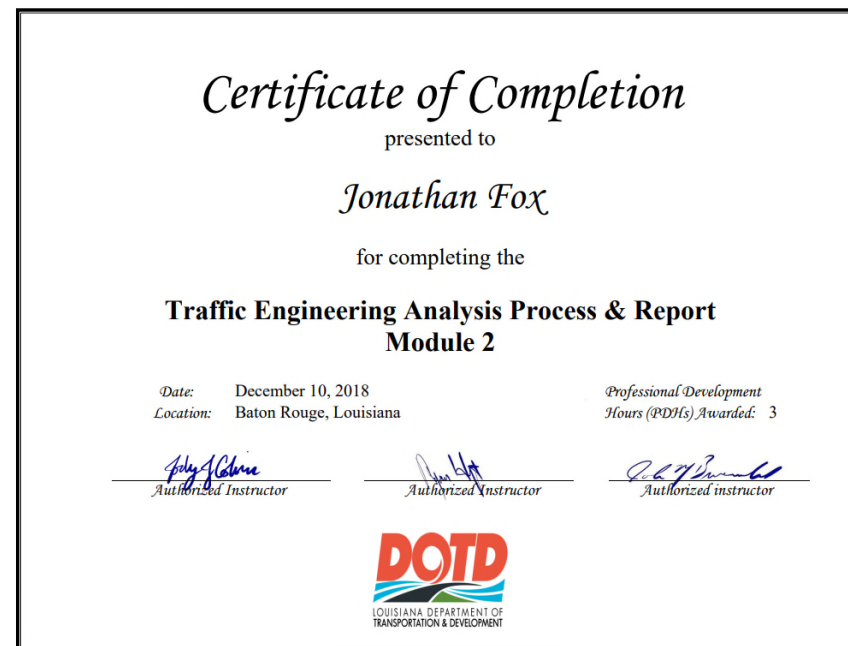 Certificate of Completion
presented to
Jonathan Fox
for completing the
Traffic Engineering Analysis Process & Report
Module 2
Date: December 10, 2018
Location: Baton Rouge, Louisiana
Professional Development
Hours (PDHs) Awarded: 3
Authorized Instructor
Authorized Instructor
Authorized instructor
DOTD
LOUISIANA DEPARTMENT OF
TRANSPORTATION & DEVELOPMENT